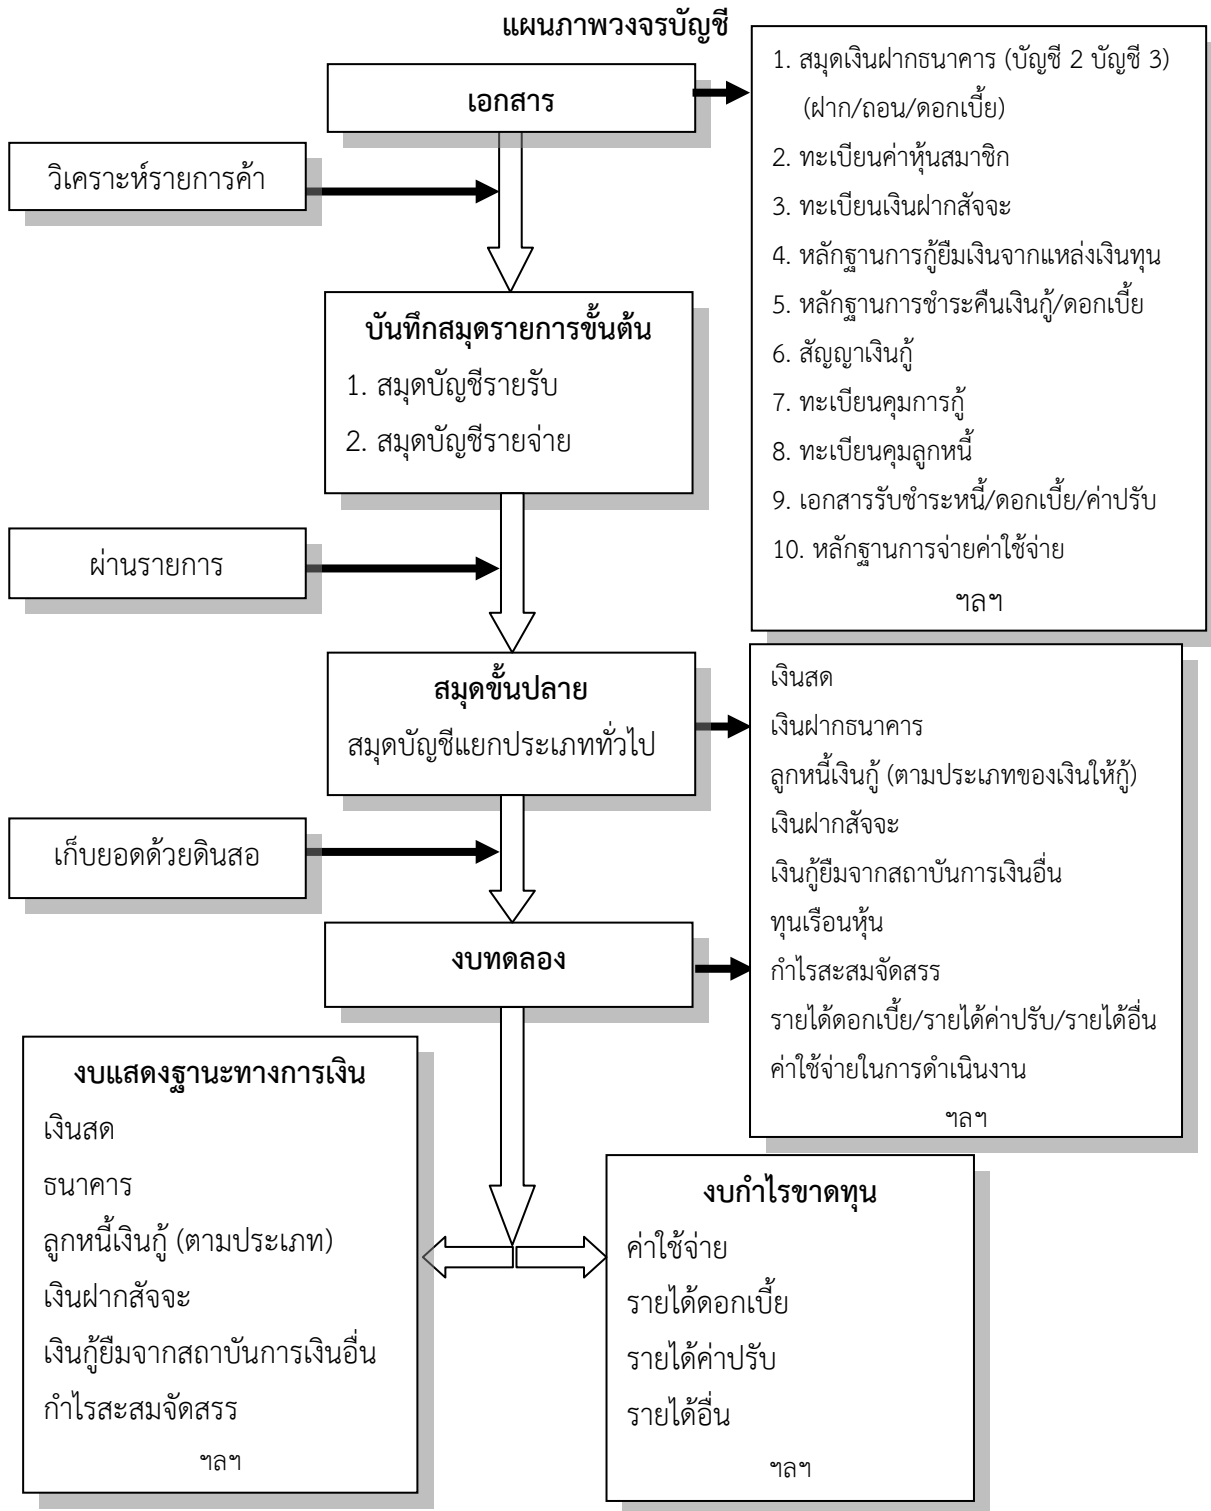 แผนภาพวงจรบัญชี
เอกสาร
1. สมุดเงินฝากธนาคาร (บัญชี 2 บัญชี 3)
(ฝาก/ถอน/ดอกเบี้ย)
2. ทะเบียนค่าหุ้นสมาชิก
3. ทะเบียนเงินฝากสัจจะ
4. หลักฐานการกู้ยืมเงินจากแหล่งเงินทุน
5. หลักฐานการชำระคืนเงินกู้/ดอกเบี้ย
6. สัญญาเงินกู้
7. ทะเบียนคุมการกู้
8. ทะเบียนคุมลูกหนี้
9. เอกสารรับชำระหนี้/ดอกเบี้ย/ค่าปรับ
10. หลักฐานการจ่ายค่าใช้จ่าย
ฯลฯ
วิเคราะห์รายการค้า
บันทึกสมุดรายการขั้นต้น
1. สมุดบัญชีรายรับ
2. สมุดบัญชีรายจ่าย
ผ่านรายการ
สมุดขั้นปลาย
สมุดบัญชีแยกประเภททั่วไป
เงินสด
เงินฝากธนาคาร
ลูกหนี้เงินกู้ (ตามประเภทของเงินให้กู้)
เงินฝากสัจจะ
เงินกู้ยืมจากสถาบันการเงินอื่น
ทุนเรือนหุ้น
กำไรสะสมจัดสรร
รายได้ดอกเบี้ย/รายได้ค่าปรับ/รายได้อื่น
ค่าใช้จ่ายในการดำเนินงาน
ฯลฯ
เก็บยอดด้วยดินสอ
งบทดลอง
งบแสดงฐานะทางการเงิน
เงินสด
ธนาคาร
ลูกหนี้เงินกู้ (ตามประเภท)
เงินฝากสัจจะ
เงินกู้ยืมจากสถาบันการเงินอื่น
กำไรสะสมจัดสรร
ฯลฯ
งบกำไรขาดทุน
ค่าใช้จ่าย
รายได้ดอกเบี้ย
รายได้ค่าปรับ
รายได้อื่น
ฯลฯ